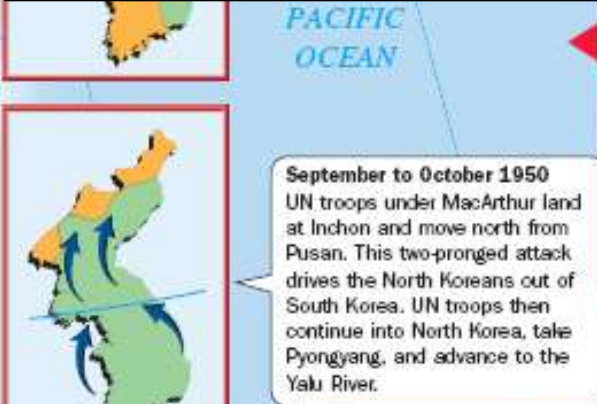 PACIFIC
OCEAN
September to October 1950
UN troops under MacArthur land
at Inchon and move north from
Pusan. This two-pronged attack
drives the North Koreans out of
South Korea. UN troops then
continue into North Korea, take
Pyongyang, and advance to the
Yalu River.